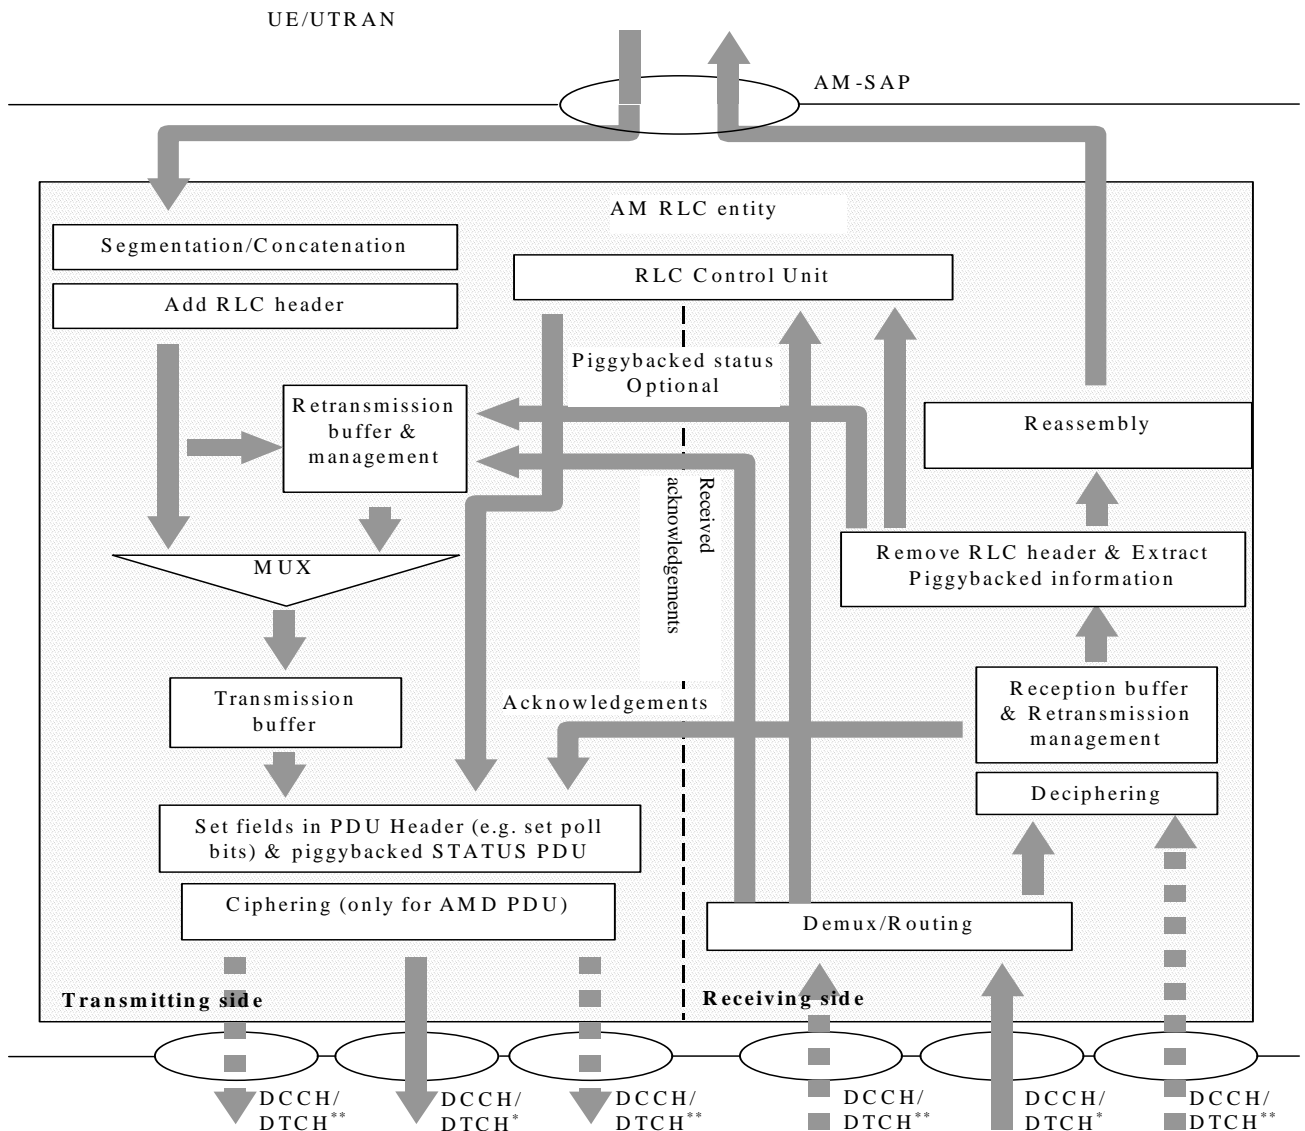 UE/UTRAN
AM-SAP
AM RLC entity
Segmentation/Concatenation
RLC Control Unit
Add RLC header
Piggybacked status
Optional
Retransmission
buffer &
management
Reassembly
Received
acknowledgements
Remove RLC header & Extract
Piggybacked information
MUX
Transmission
buffer
Acknowledgements
Reception buffer
& Retransmission
management
Deciphering
Set fields in PDU Header (e.g. set poll
bits) & piggybacked STATUS PDU
Ciphering (only for AMD PDU)
Demux/Routing
Transmitting side
Receiving side
DCCH/
DTCH**
DCCH/
DTCH*
DCCH/
DTCH**
DCCH/
DTCH**
DCCH/
DTCH*
DCCH/
DTCH**